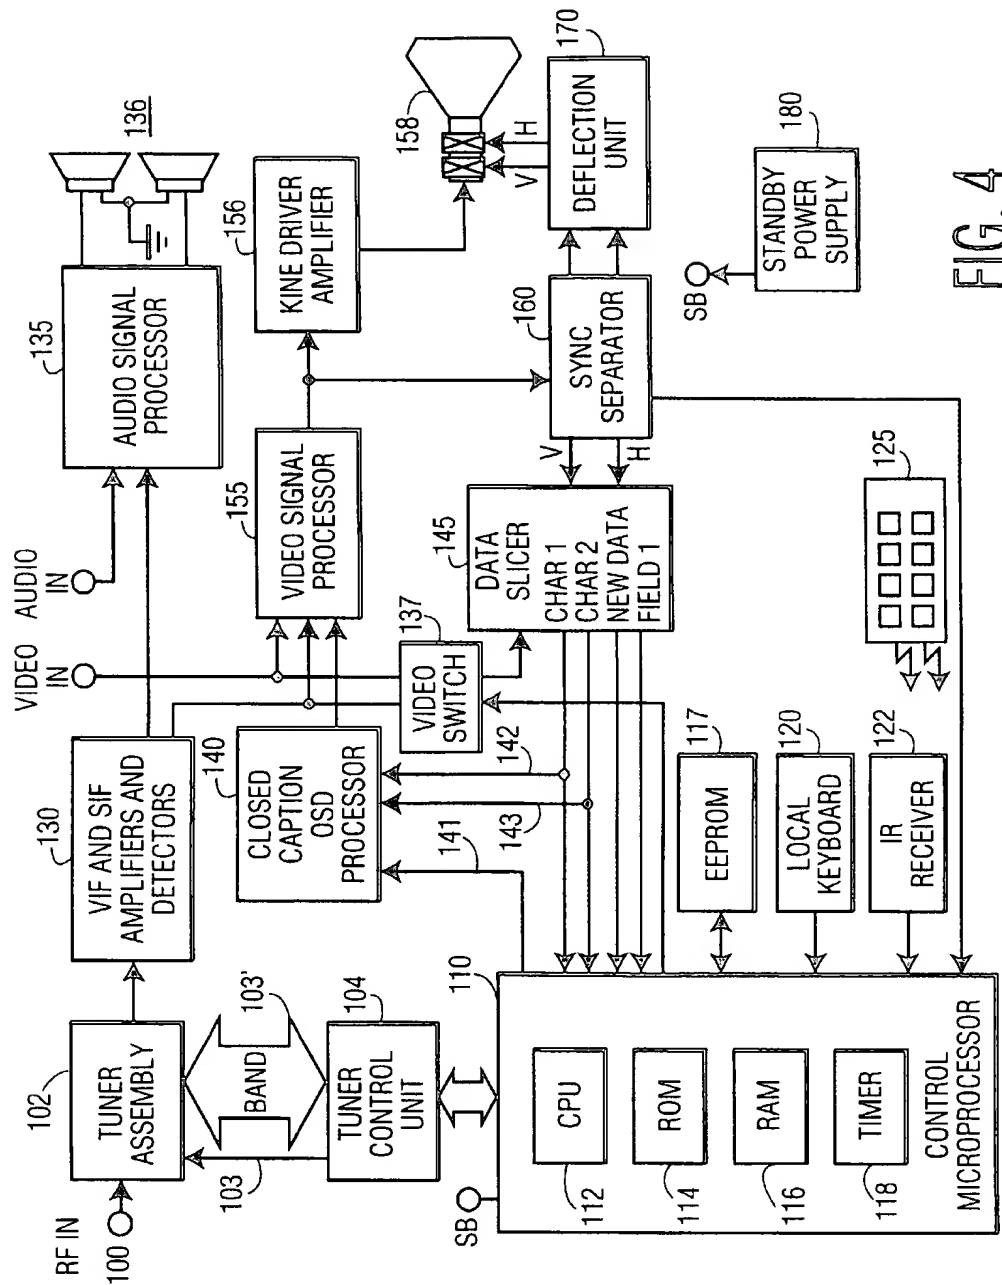 RF IN
100
102
TUNER
ASSEMBLY
103
BAND
103'
104
TUNER
CONTROL
UNIT
130
VIF AND SIF
AMPLIFIERS AND
DETECTORS
VIDEO
IN
AUDIO
IN
135
AUDIO SIGNAL
PROCESSOR
136
140
CLOSED
CAPTION
OSD
PROCESSOR
141
143
142
137
VIDEO
SWITCH
155
VIDEO SIGNAL
PROCESSOR
156
KINE DRIVER
AMPLIFIER
158
V
H
170
DEFLECTION
UNIT
160
SYNC
SEPARATOR
V
H
145
DATA
SLICER
CHAR 1
CHAR 2
NEW DATA
FIELD 1
SB
110
112
CPU
114
ROM
116
RAM
118
TIMER
CONTROL
MICROPROCESSOR
117
EEPROM
120
LOCAL
KEYBOARD
122
IR
RECEIVER
125
SB
180
STANDBY
POWER
SUPPLY
FIG. 4